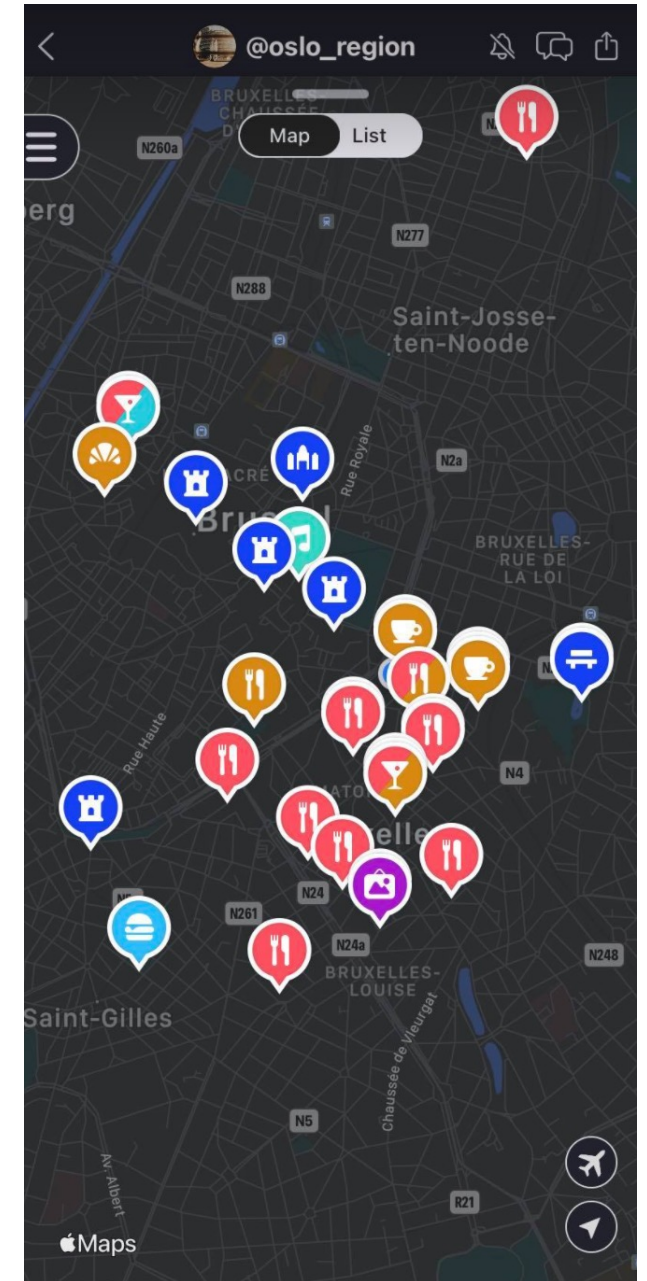 @oslo_region
BRUXELLES-
CHAUSSÉE
Map List
N260a
erg
N277
N288
Saint-Josse-
ten-Noode
Rue Royale
N2a
ACRÉ
BRUXELLES-
RUE DE
LA LOI
Rue Haute
N4
elle
N24
N261
N24a
N248
BRUXELLES-
LOUISE
Saint-Gilles
Chaussée de Vleurgat
N5
Av. Albert
R21
Maps